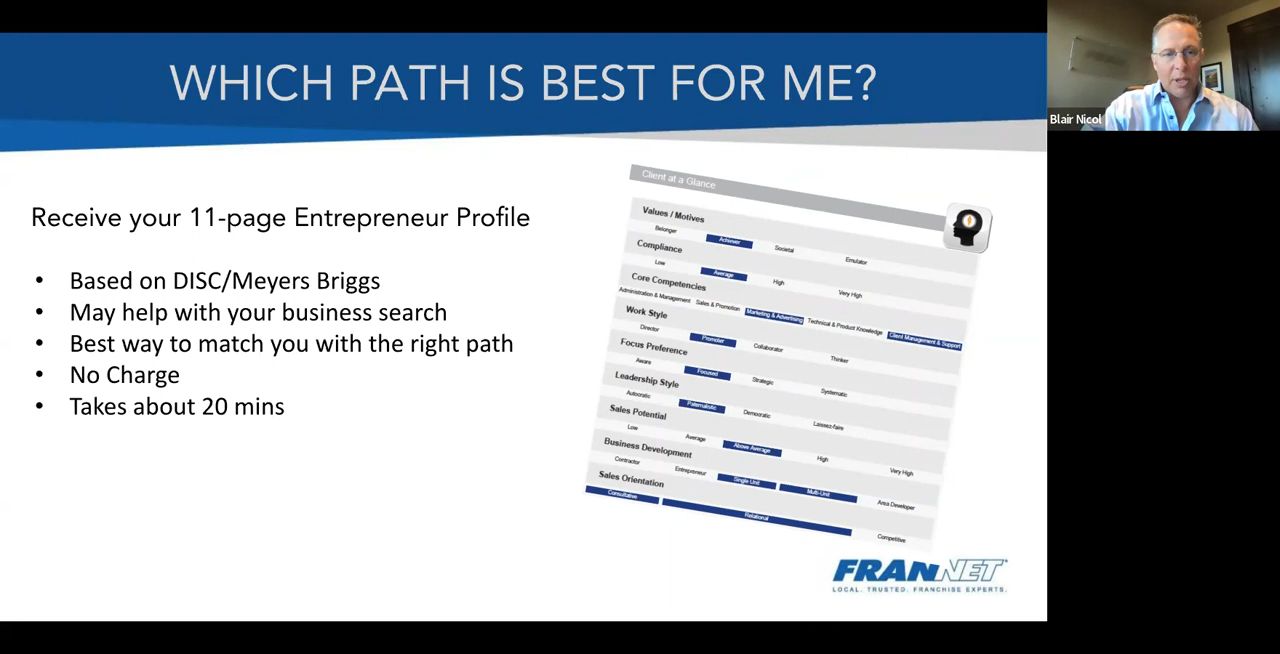 WHICH PATH IS BEST FOR ME?
Blair Nicol
Receive your 11-page Entrepreneur Profile
• Based on DISC/Meyers Briggs
• May help with your business search
• Best way to match you with the right path
• No Charge
• Takes about 20 mins
Client at a Glance
Values / Motives
Belonger Achiever Societal Emulator
Compliance
Low Average High Very High
Core Competencies
Administration & Management Sales & Promotion Marketing & Advertising Technical & Product Knowledge Client Management & Support
Work Style
Director Promoter Collaborator Thinker
Focus Preference
Aware Focused Strategic Systematic
Leadership Style
Autocratic Paternalistic Democratic Laissez-faire
Sales Potential
Low Average Above Average High Very High
Business Development
Contractor Entrepreneur Single Unit Multi-Unit Area Developer
Sales Orientation
Consultative Relational Competitive
FRANNET
LOCAL. TRUSTED. FRANCHISE EXPERTS.